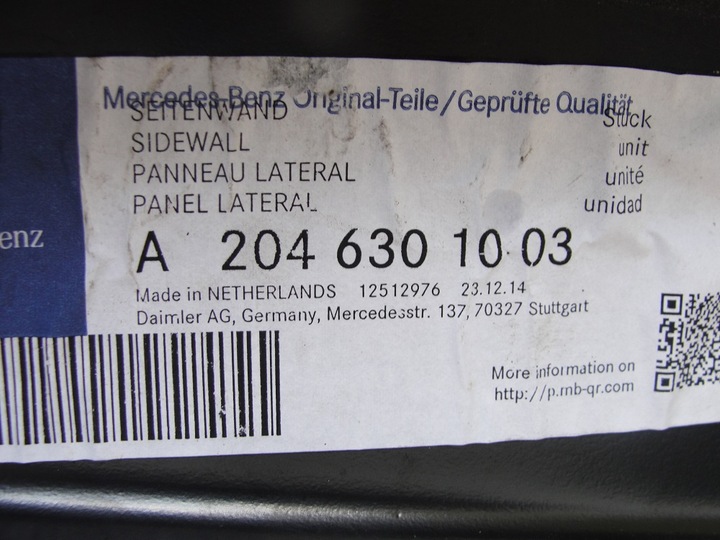 Mercedes-Benz Original-Teile / Geprüfte Qualität
SEITENWAND Stück
SIDEWALL unit
PANNEAU LATERAL unité
PANEL LATERAL unidad
enz
A 204 630 10 03
Made in NETHERLANDS 12512976 23.12.14
Daimler AG, Germany, Mercedesstr. 137, 70327 Stuttgart
More information on
http://p.mb-qr.com